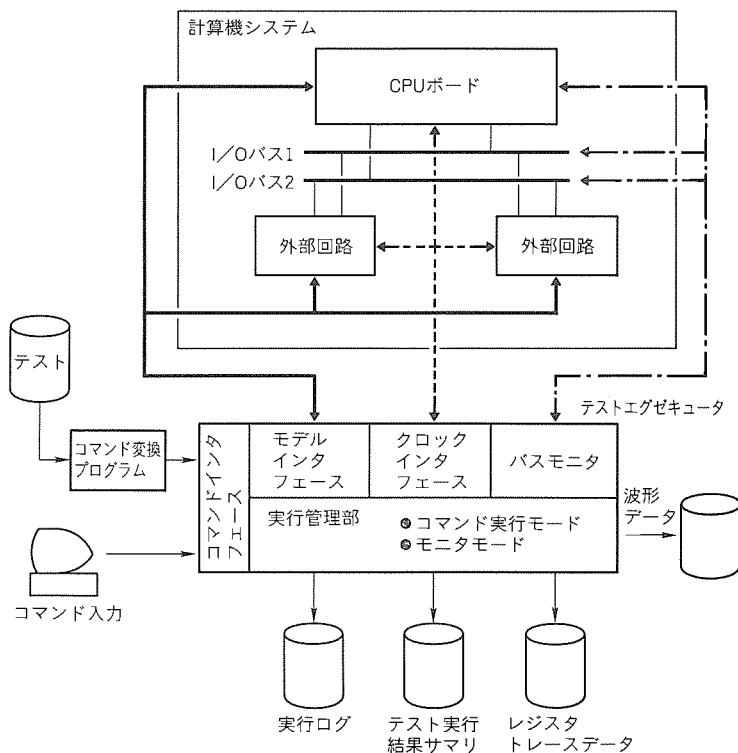 計算機システム
CPUボード
I/Oバス1
I/Oバス2
外部回路
外部回路
テスト
テストエグゼキュータ
コマンド変換
プログラム
コマンドインタ
フェース
モデル
インタ
フェース
クロック
インタ
フェース
バスモニタ
実行管理部
●コマンド実行モード
●モニタモード
波形
データ
コマンド入力
実行ログ
テスト実行
結果サマリ
レジスタ
トレースデータ